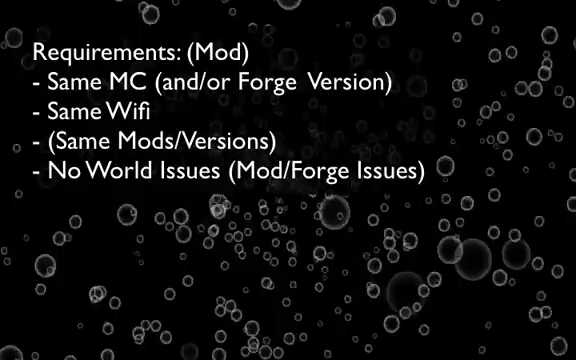 Requirements: (Mod)
- Same MC (and/or Forge Version)
- Same Wifi
- (Same Mods/Versions)
- No World Issues (Mod/Forge Issues)